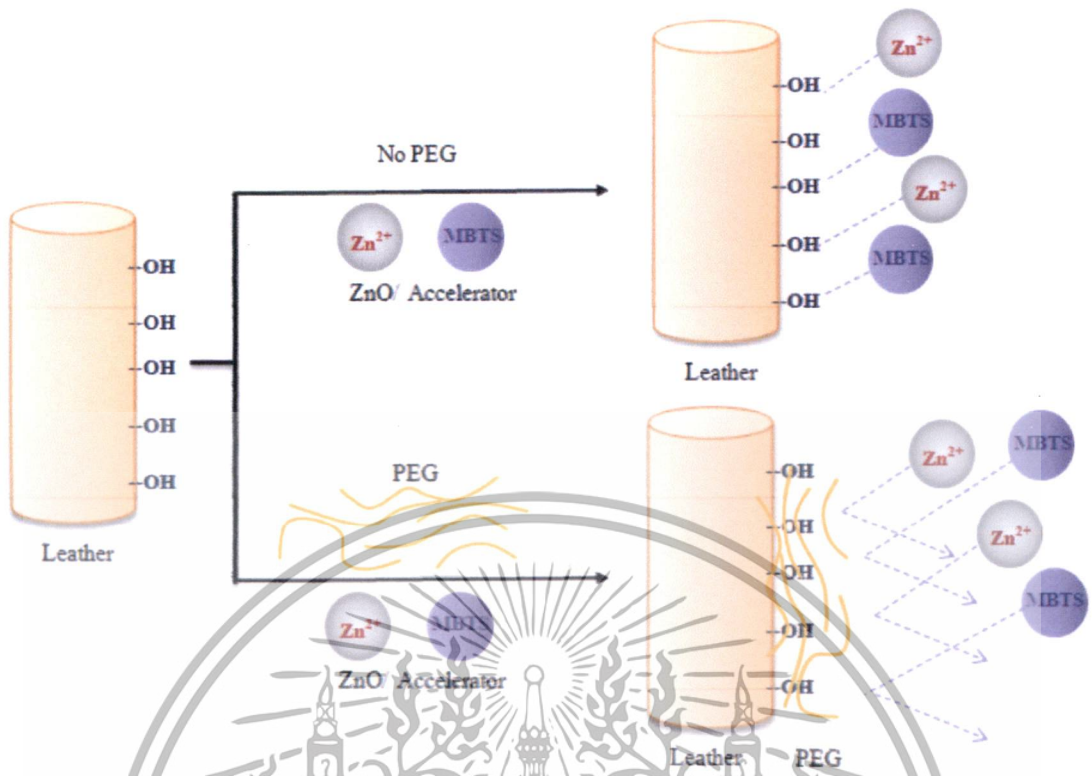 -OH
-OH
-OH
-OH
-OH
Leather
No PEG
Zn²⁺ MBTS
ZnO/ Accelerator
-OH
-OH
-OH
-OH
-OH
Zn²⁺
MBTS
Zn²⁺
MBTS
Leather
PEG
Zn²⁺ MBTS
ZnO/ Accelerator
-OH
-OH
-OH
-OH
-OH
Zn²⁺
MBTS
Zn²⁺
MBTS
Leather PEG